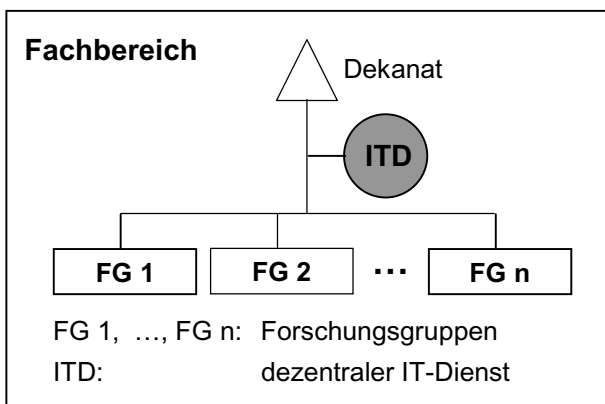 Fachbereich
Dekanat
ITD
FG 1 FG 2 ... FG n
FG 1, ..., FG n: Forschungsgruppen
ITD: dezentraler IT-Dienst